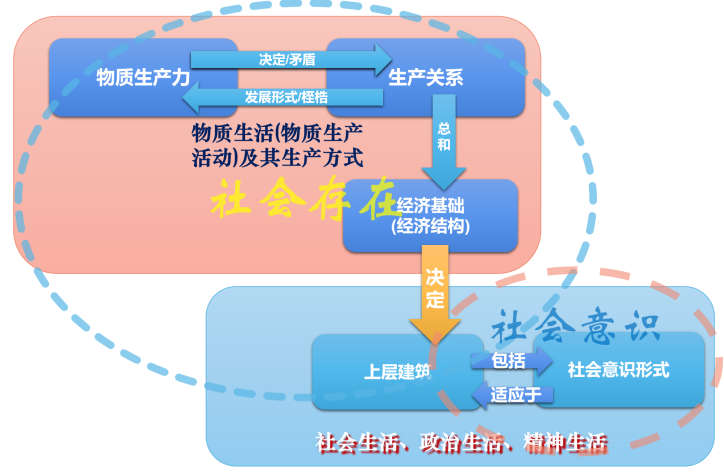 物质生产力
决定/矛盾
生产关系
发展形式/桎梏
物质生活(物质生产
活动)及其生产方式
总和
社会存在
经济基础
(经济结构)
决定
社会意识
上层建筑
包括
适应于
社会意识形式
社会生活、政治生活、精神生活